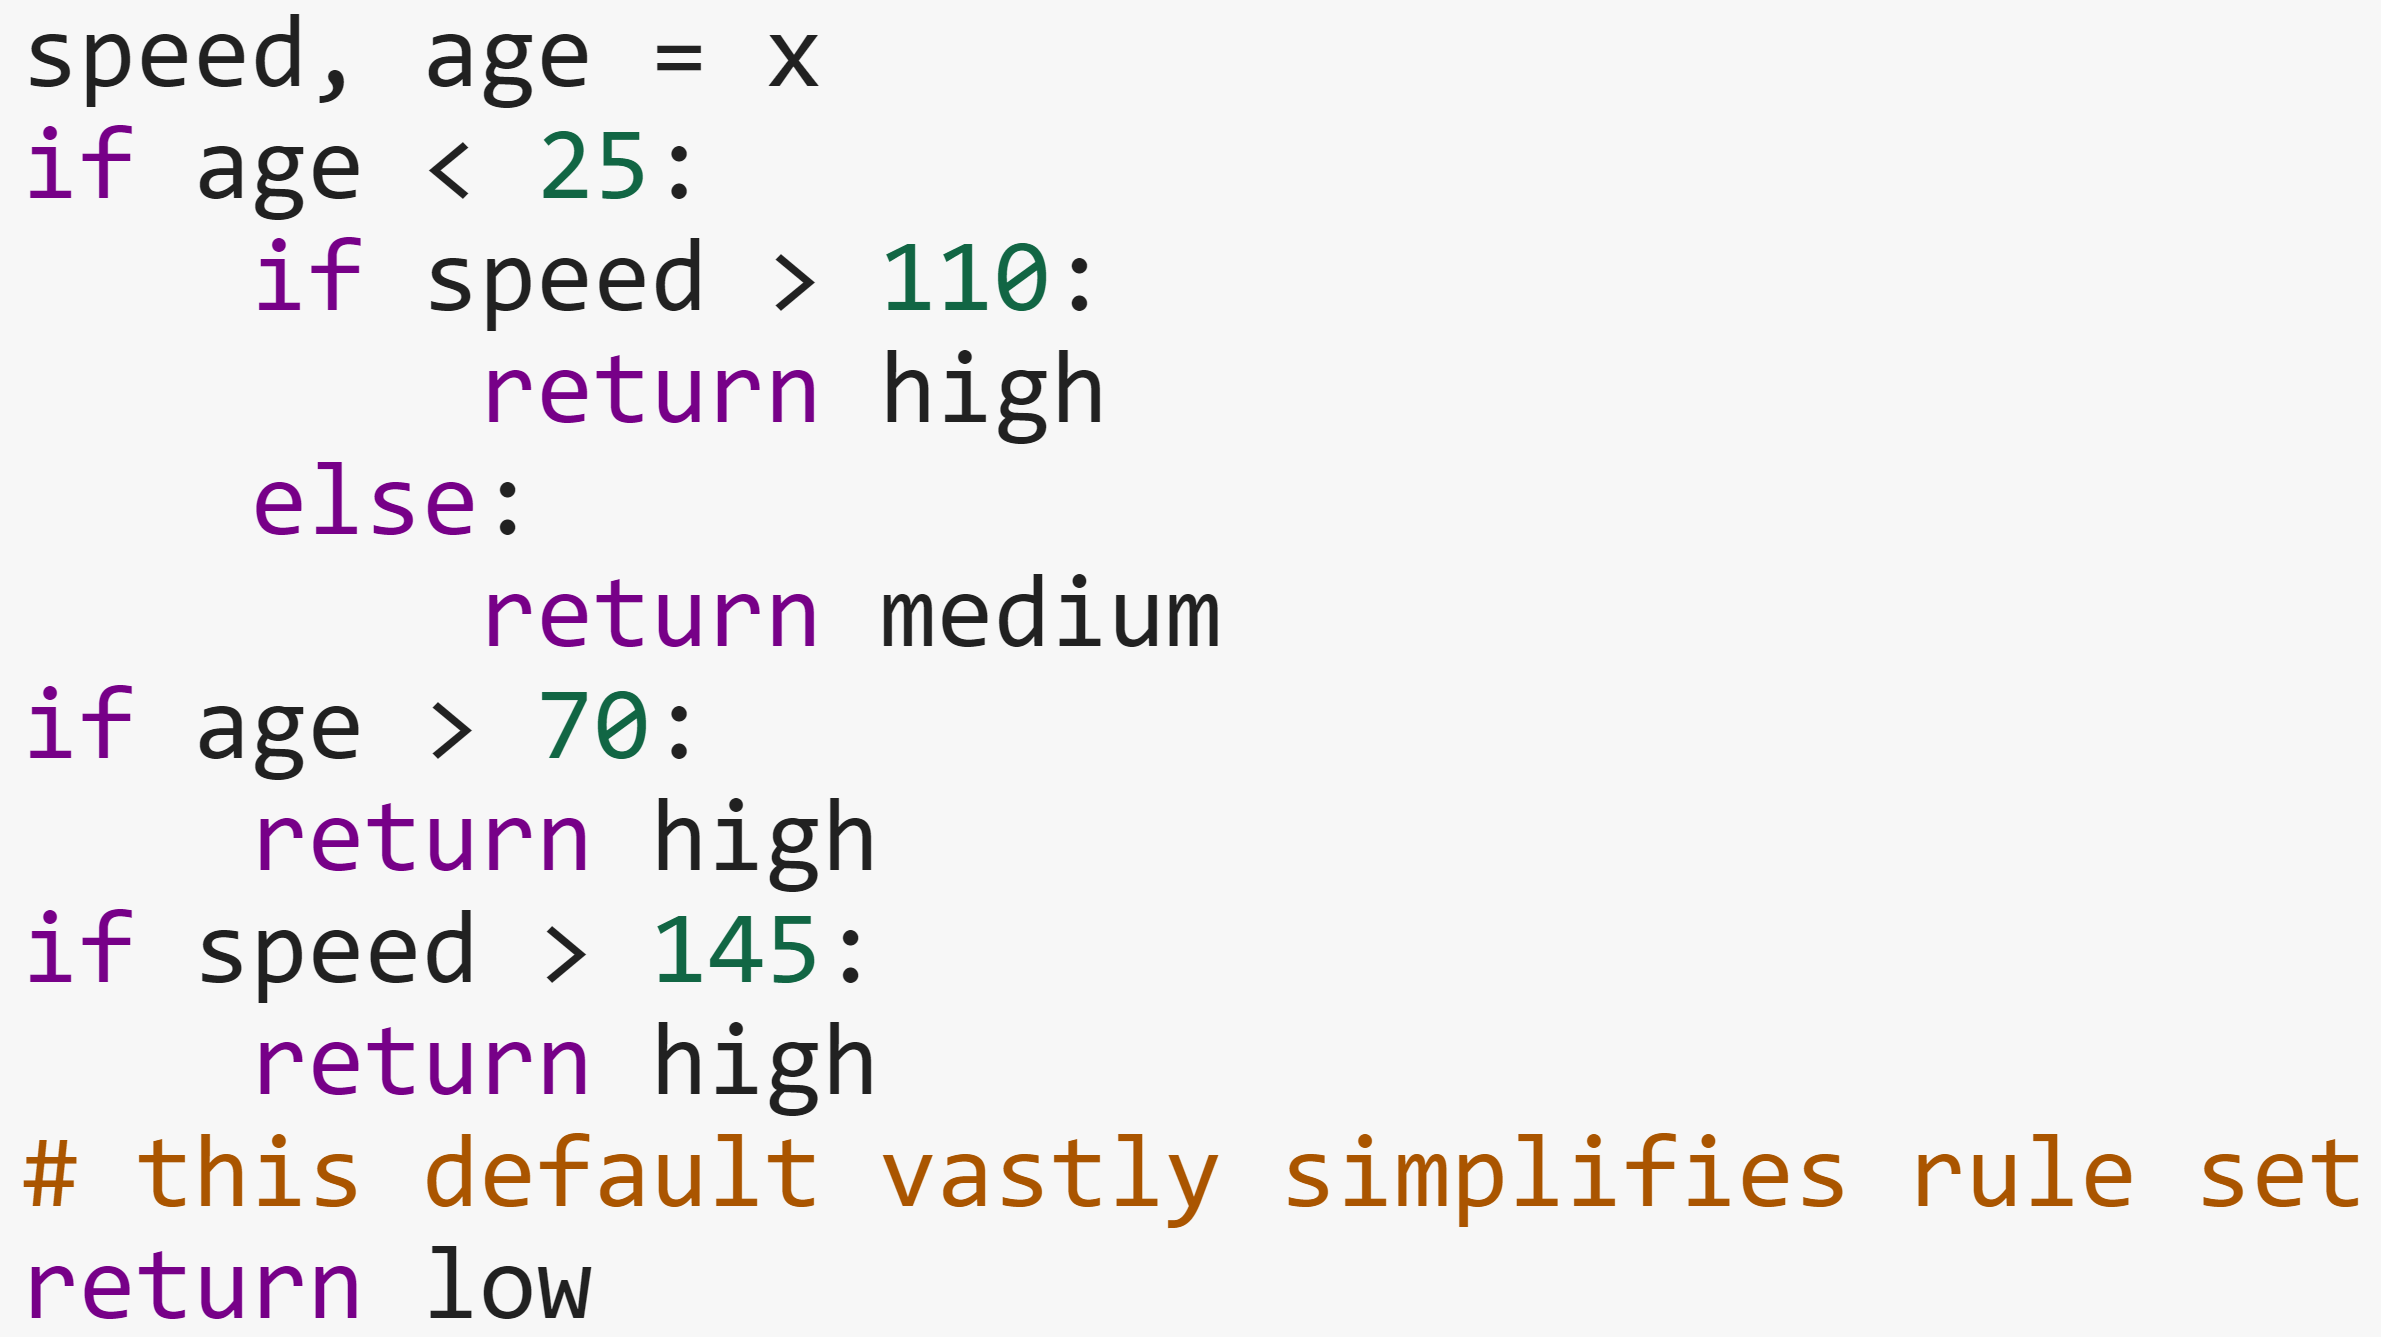 speed, age = x
if age < 25:
    if speed > 110:
        return high
    else:
        return medium
if age > 70:
    return high
if speed > 145:
    return high
# this default vastly simplifies rule set
return low